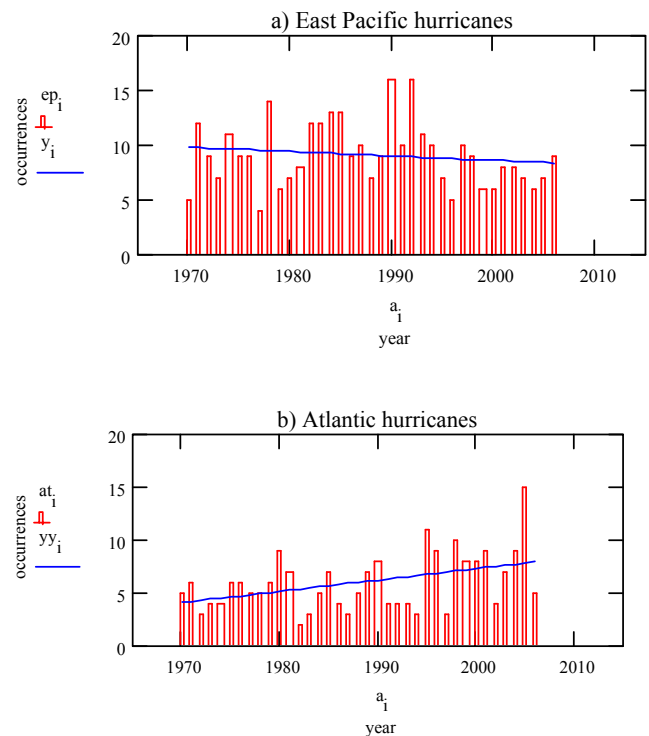 a) East Pacific hurricanes
20
15
10
5
0
occurrences
ep_i
y_i
1970 1980 1990 2000 2010
a_i
year
b) Atlantic hurricanes
20
15
10
5
0
occurrences
at_i
yy_i
1970 1980 1990 2000 2010
a_i
year